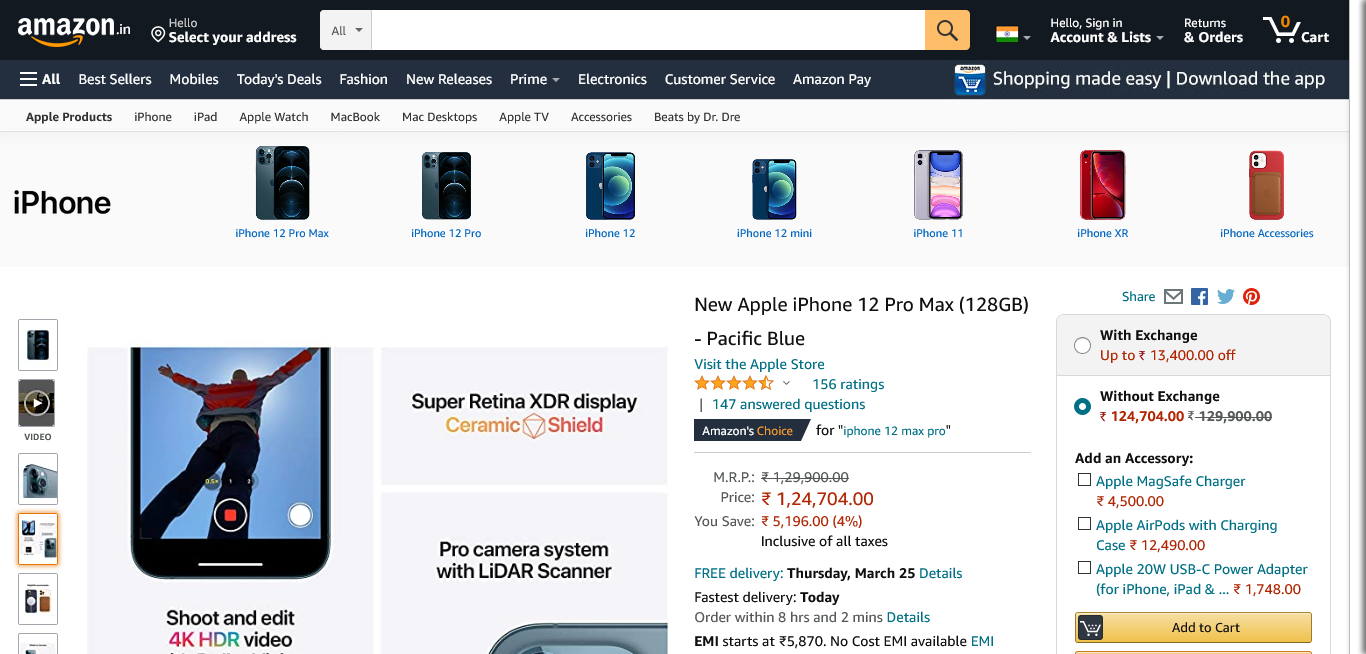 amazon.in
Hello
Select your address
All
Hello, Sign in
Account & Lists
Returns
& Orders
0
Cart
All
Best Sellers
Mobiles
Today's Deals
Fashion
New Releases
Prime
Electronics
Customer Service
Amazon Pay
amazon
Shopping made easy | Download the app
Apple Products
iPhone
iPad
Apple Watch
MacBook
Mac Desktops
Apple TV
Accessories
Beats by Dr. Dre
iPhone
iPhone 12 Pro Max
iPhone 12 Pro
iPhone 12
iPhone 12 mini
iPhone 11
iPhone XR
iPhone Accessories
VIDEO
0.5×
1
2
Shoot and edit
4K HDR video
Super Retina XDR display
Ceramic Shield
Pro camera system
with LiDAR Scanner
New Apple iPhone 12 Pro Max (128GB)
- Pacific Blue
Visit the Apple Store
156 ratings
| 147 answered questions
Amazon's Choice for "iphone 12 max pro"
M.R.P.: ₹ 1,29,900.00
Price: ₹ 1,24,704.00
You Save: ₹ 5,196.00 (4%)
Inclusive of all taxes
FREE delivery: Thursday, March 25 Details
Fastest delivery: Today
Order within 8 hrs and 2 mins Details
EMI starts at ₹5,870. No Cost EMI available EMI
Share
With Exchange
Up to ₹ 13,400.00 off
Without Exchange
₹ 124,704.00 ₹ 129,900.00
Add an Accessory:
Apple MagSafe Charger
₹ 4,500.00
Apple AirPods with Charging
Case ₹ 12,490.00
Apple 20W USB-C Power Adapter
(for iPhone, iPad & ... ₹ 1,748.00
Add to Cart